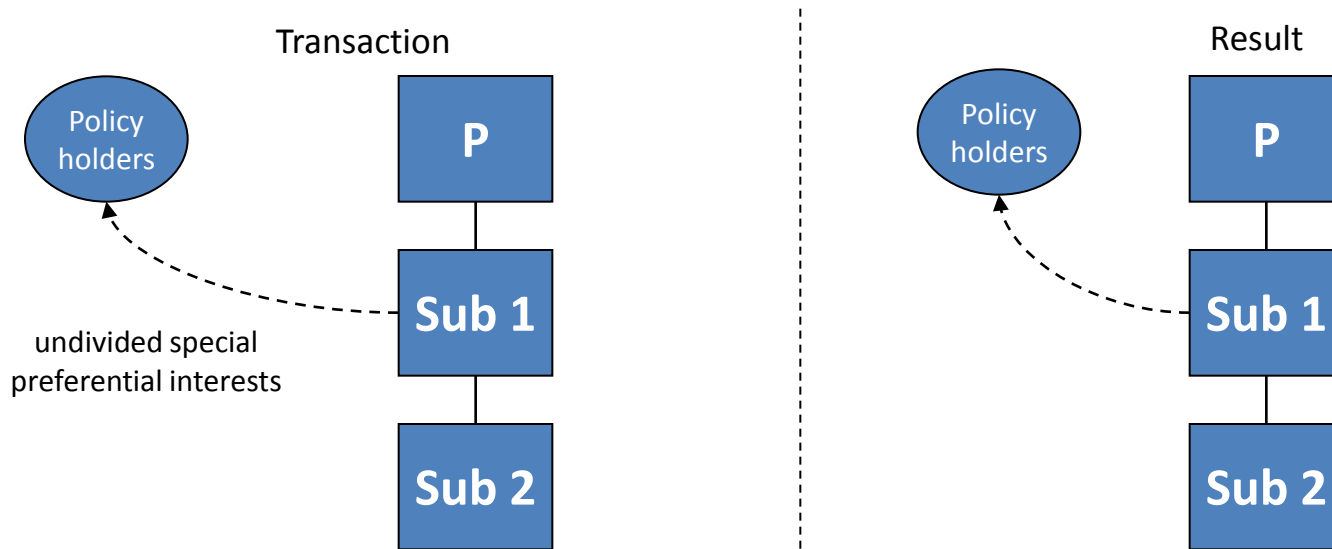 Transaction
Policy
holders
P
Sub 1
undivided special
preferential interests
Sub 2
Result
Policy
holders
P
Sub 1
Sub 2